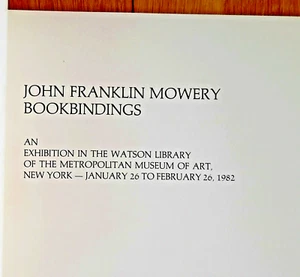 JOHN FRANKLIN MOWERY
BOOKBINDINGS
AN
EXHIBITION IN THE WATSON LIBRARY
OF THE METROPOLITAN MUSEUM OF ART,
NEW YORK — JANUARY 26 TO FEBRUARY 26, 1982